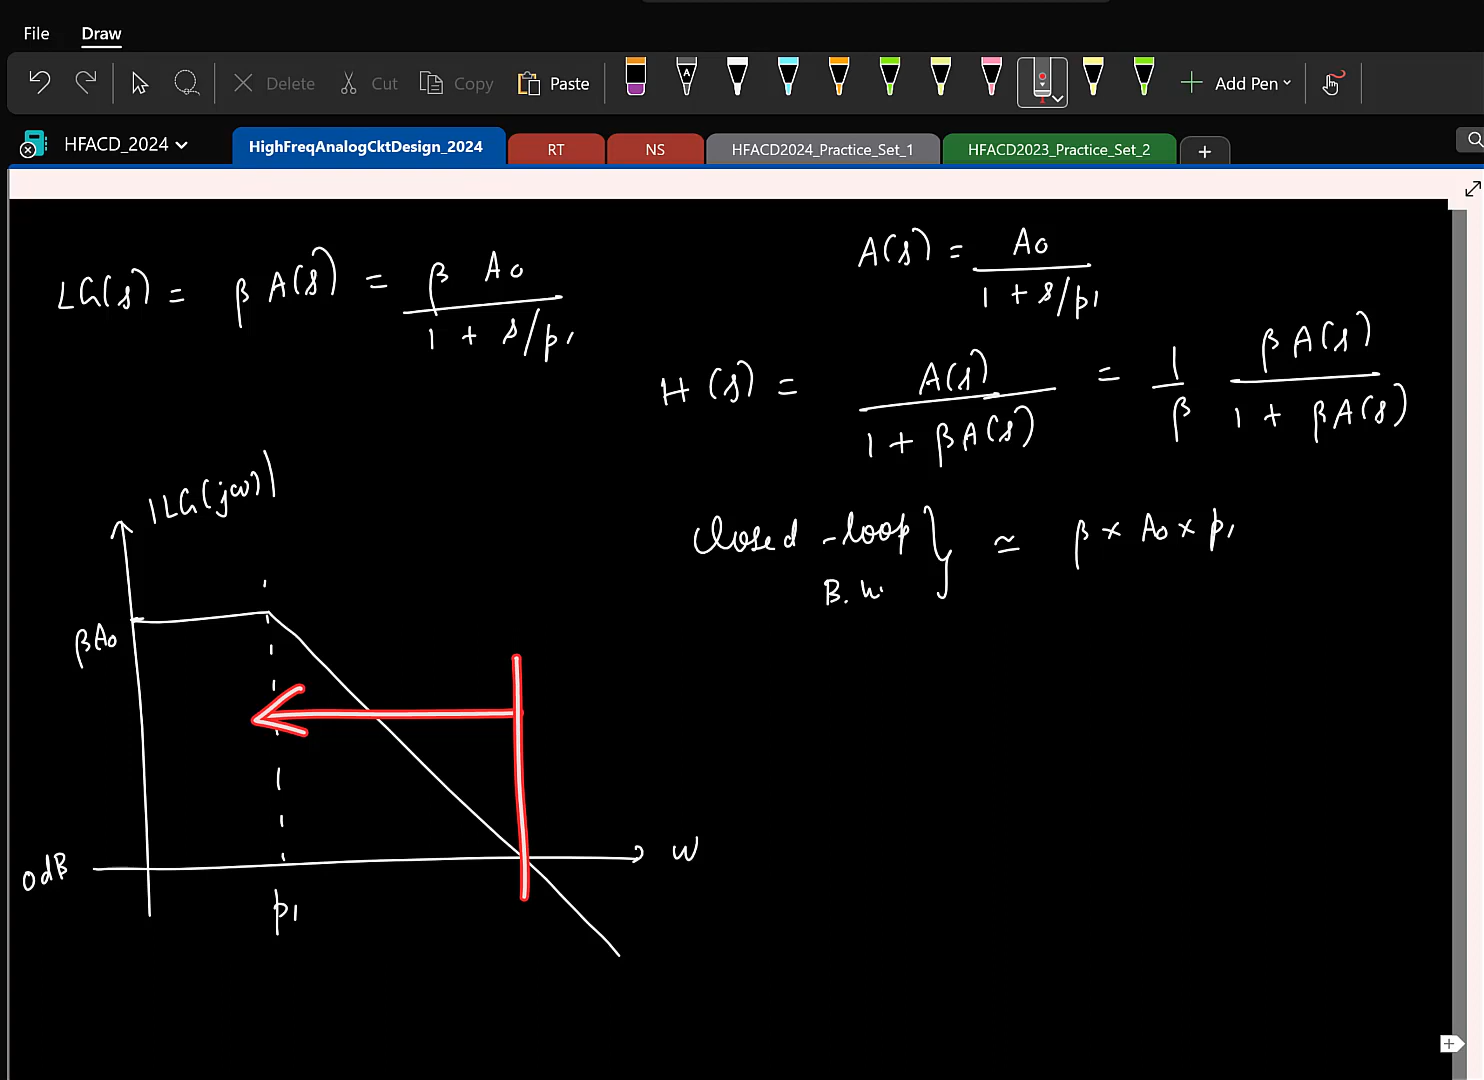 File Draw
Delete Cut Copy Paste A Add Pen
HFACD_2024 HighFreqAnalogCktDesign_2024 RT NS HFACD2024_Practice_Set_1 HFACD2023_Practice_Set_2 +
LG(s) = β A(s) = β A₀ / 1 + s/p₁
A(s) = A₀ / 1 + s/p₁
H(s) = A(s) / 1 + βA(s) = 1/β βA(s) / 1 + βA(s)
|LG(jω)|
closed-loop B.W. } ≃ β × A₀ × p₁
βA₀
0dB
ω
p₁